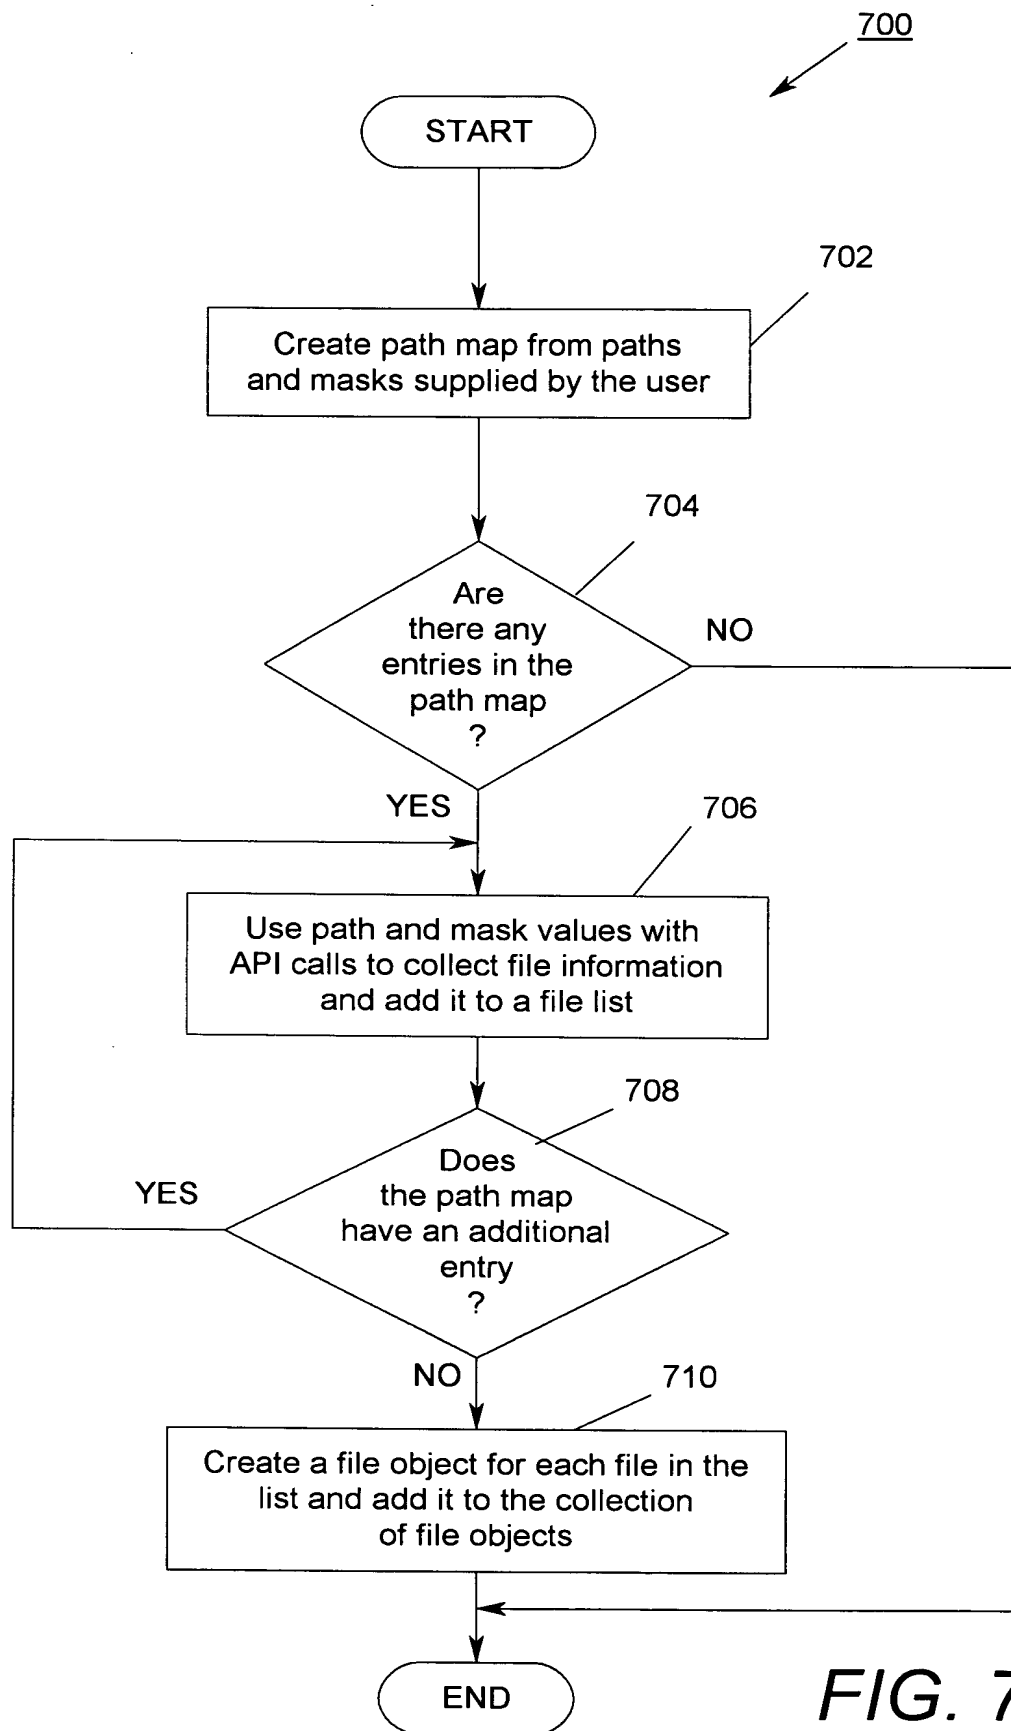 700
START
702
Create path map from paths
and masks supplied by the user
704
Are
there any
entries in the
path map
?
NO
YES
706
Use path and mask values with
API calls to collect file information
and add it to a file list
708
Does
the path map
have an additional
entry
?
YES
NO
710
Create a file object for each file in the
list and add it to the collection
of file objects
END
FIG. 7